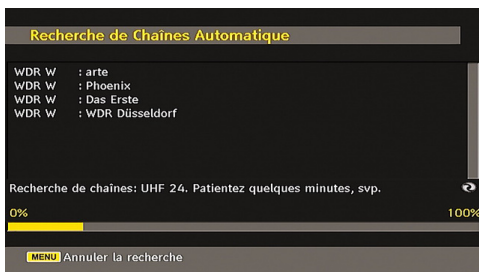 Recherche de Chaînes Automatique
WDR W : arte
WDR W : Phoenix
WDR W : Das Erste
WDR W : WDR Düsseldorf
Recherche de chaînes: UHF 24. Patientez quelques minutes, svp.
0% 100%
MENU Annuler la recherche